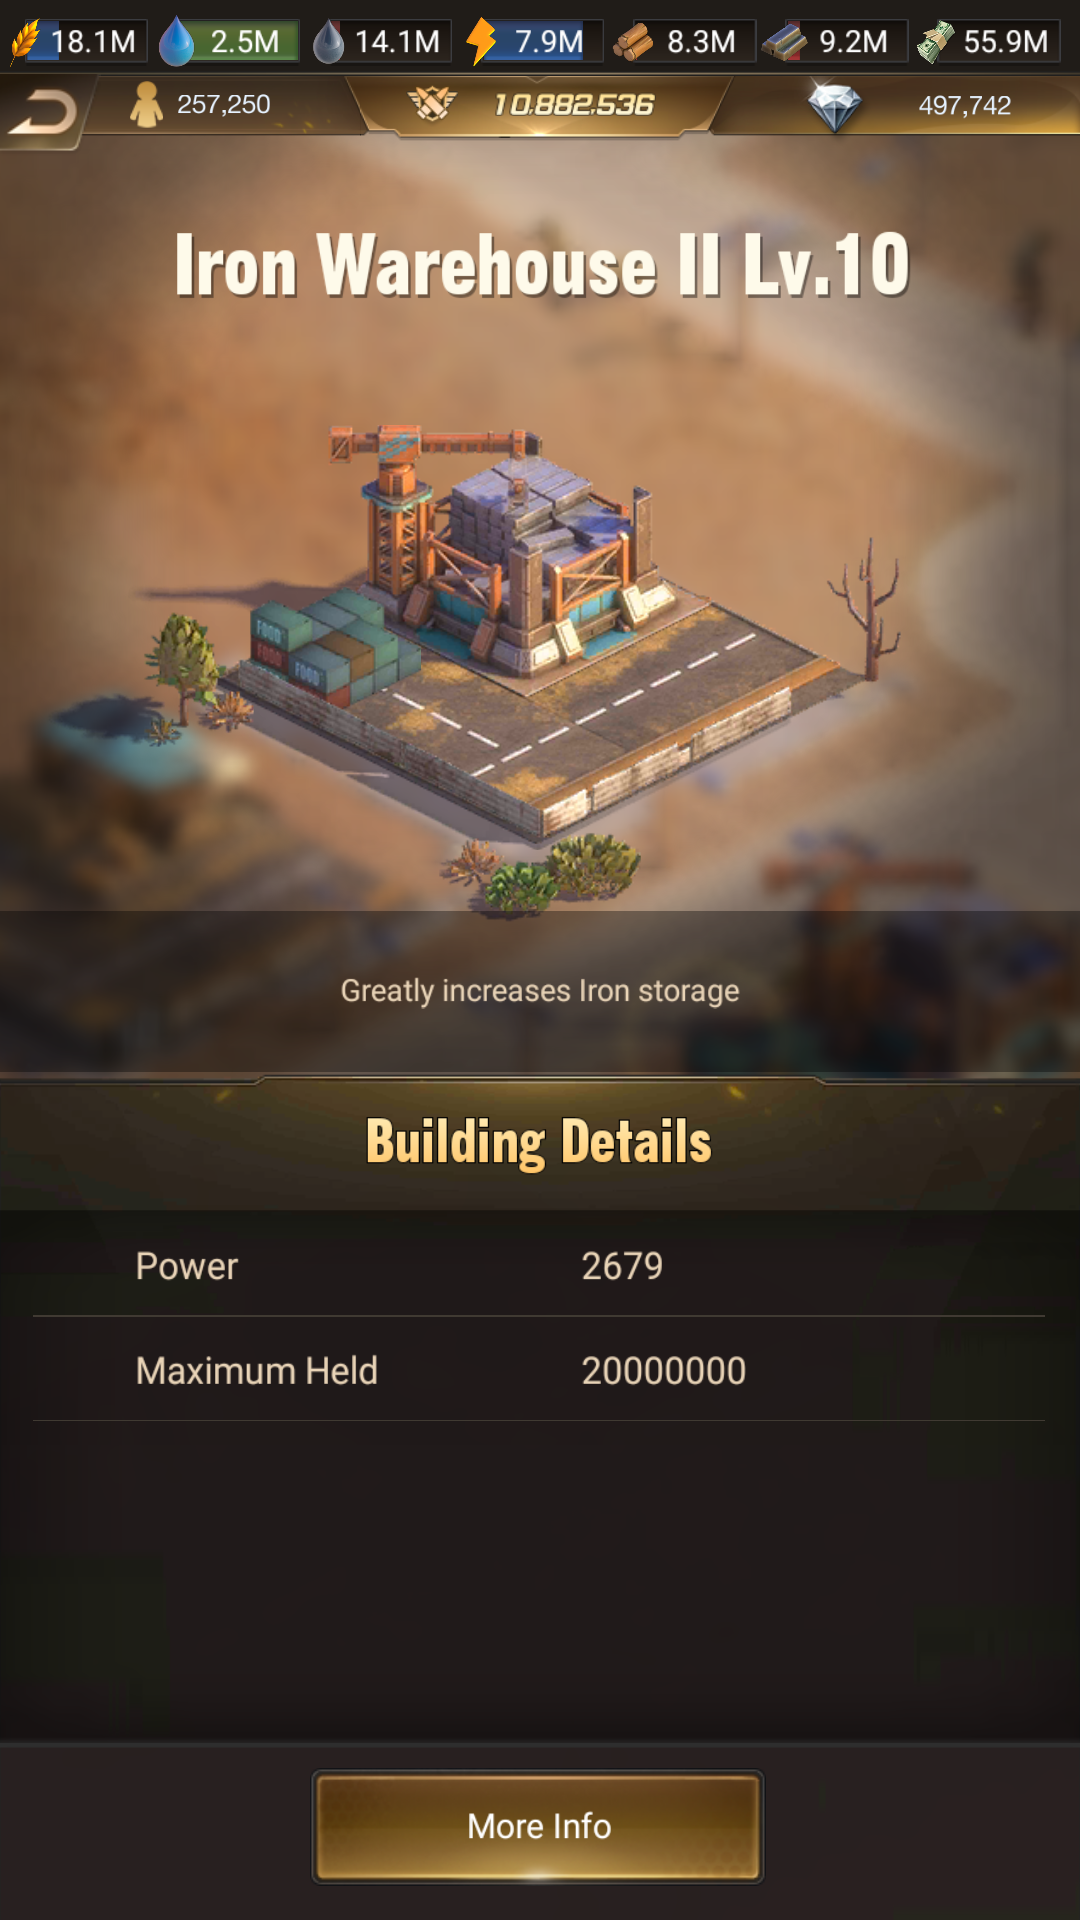 18.1M 2.5M 14.1M 7.9M 8.3M 9.2M 55.9M
257,250 10,882,536 497,742
Iron Warehouse II Lv.10
FOOD
FOOD
FOOD
Greatly increases Iron storage
Building Details
Power 2679
Maximum Held 20000000
More Info